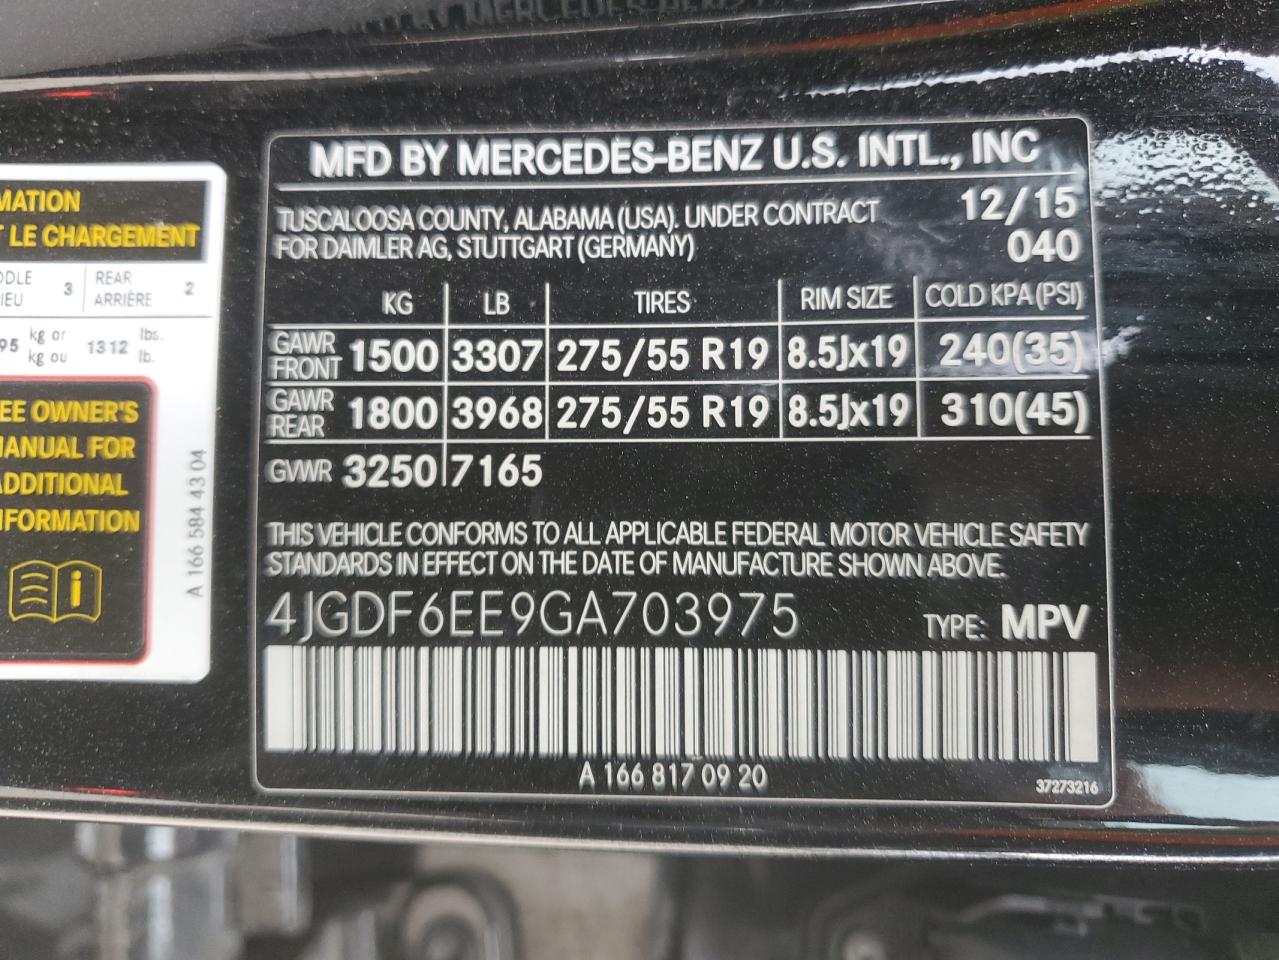 MATION
T LE CHARGEMENT
DDLE 3 REAR 2
IEU ARRIÈRE
95 kg or 1312 lbs.
kg ou lb.
EE OWNER'S
MANUAL FOR
ADDITIONAL
NFORMATION
A 166 584 43 04
MFD BY MERCEDES-BENZ U.S. INTL., INC
TUSCALOOSA COUNTY, ALABAMA (USA). UNDER CONTRACT 12/15
FOR DAIMLER AG, STUTTGART (GERMANY) 040
KG LB TIRES RIM SIZE COLD KPA (PSI)
GAWR FRONT 1500 3307 275/55 R19 8.5Jx19 240(35)
GAWR REAR 1800 3968 275/55 R19 8.5Jx19 310(45)
GVWR 3250 7165
THIS VEHICLE CONFORMS TO ALL APPLICABLE FEDERAL MOTOR VEHICLE SAFETY
STANDARDS IN EFFECT ON THE DATE OF MANUFACTURE SHOWN ABOVE.
4JGDF6EE9GA703975 TYPE: MPV
A 166 817 09 20
37273216